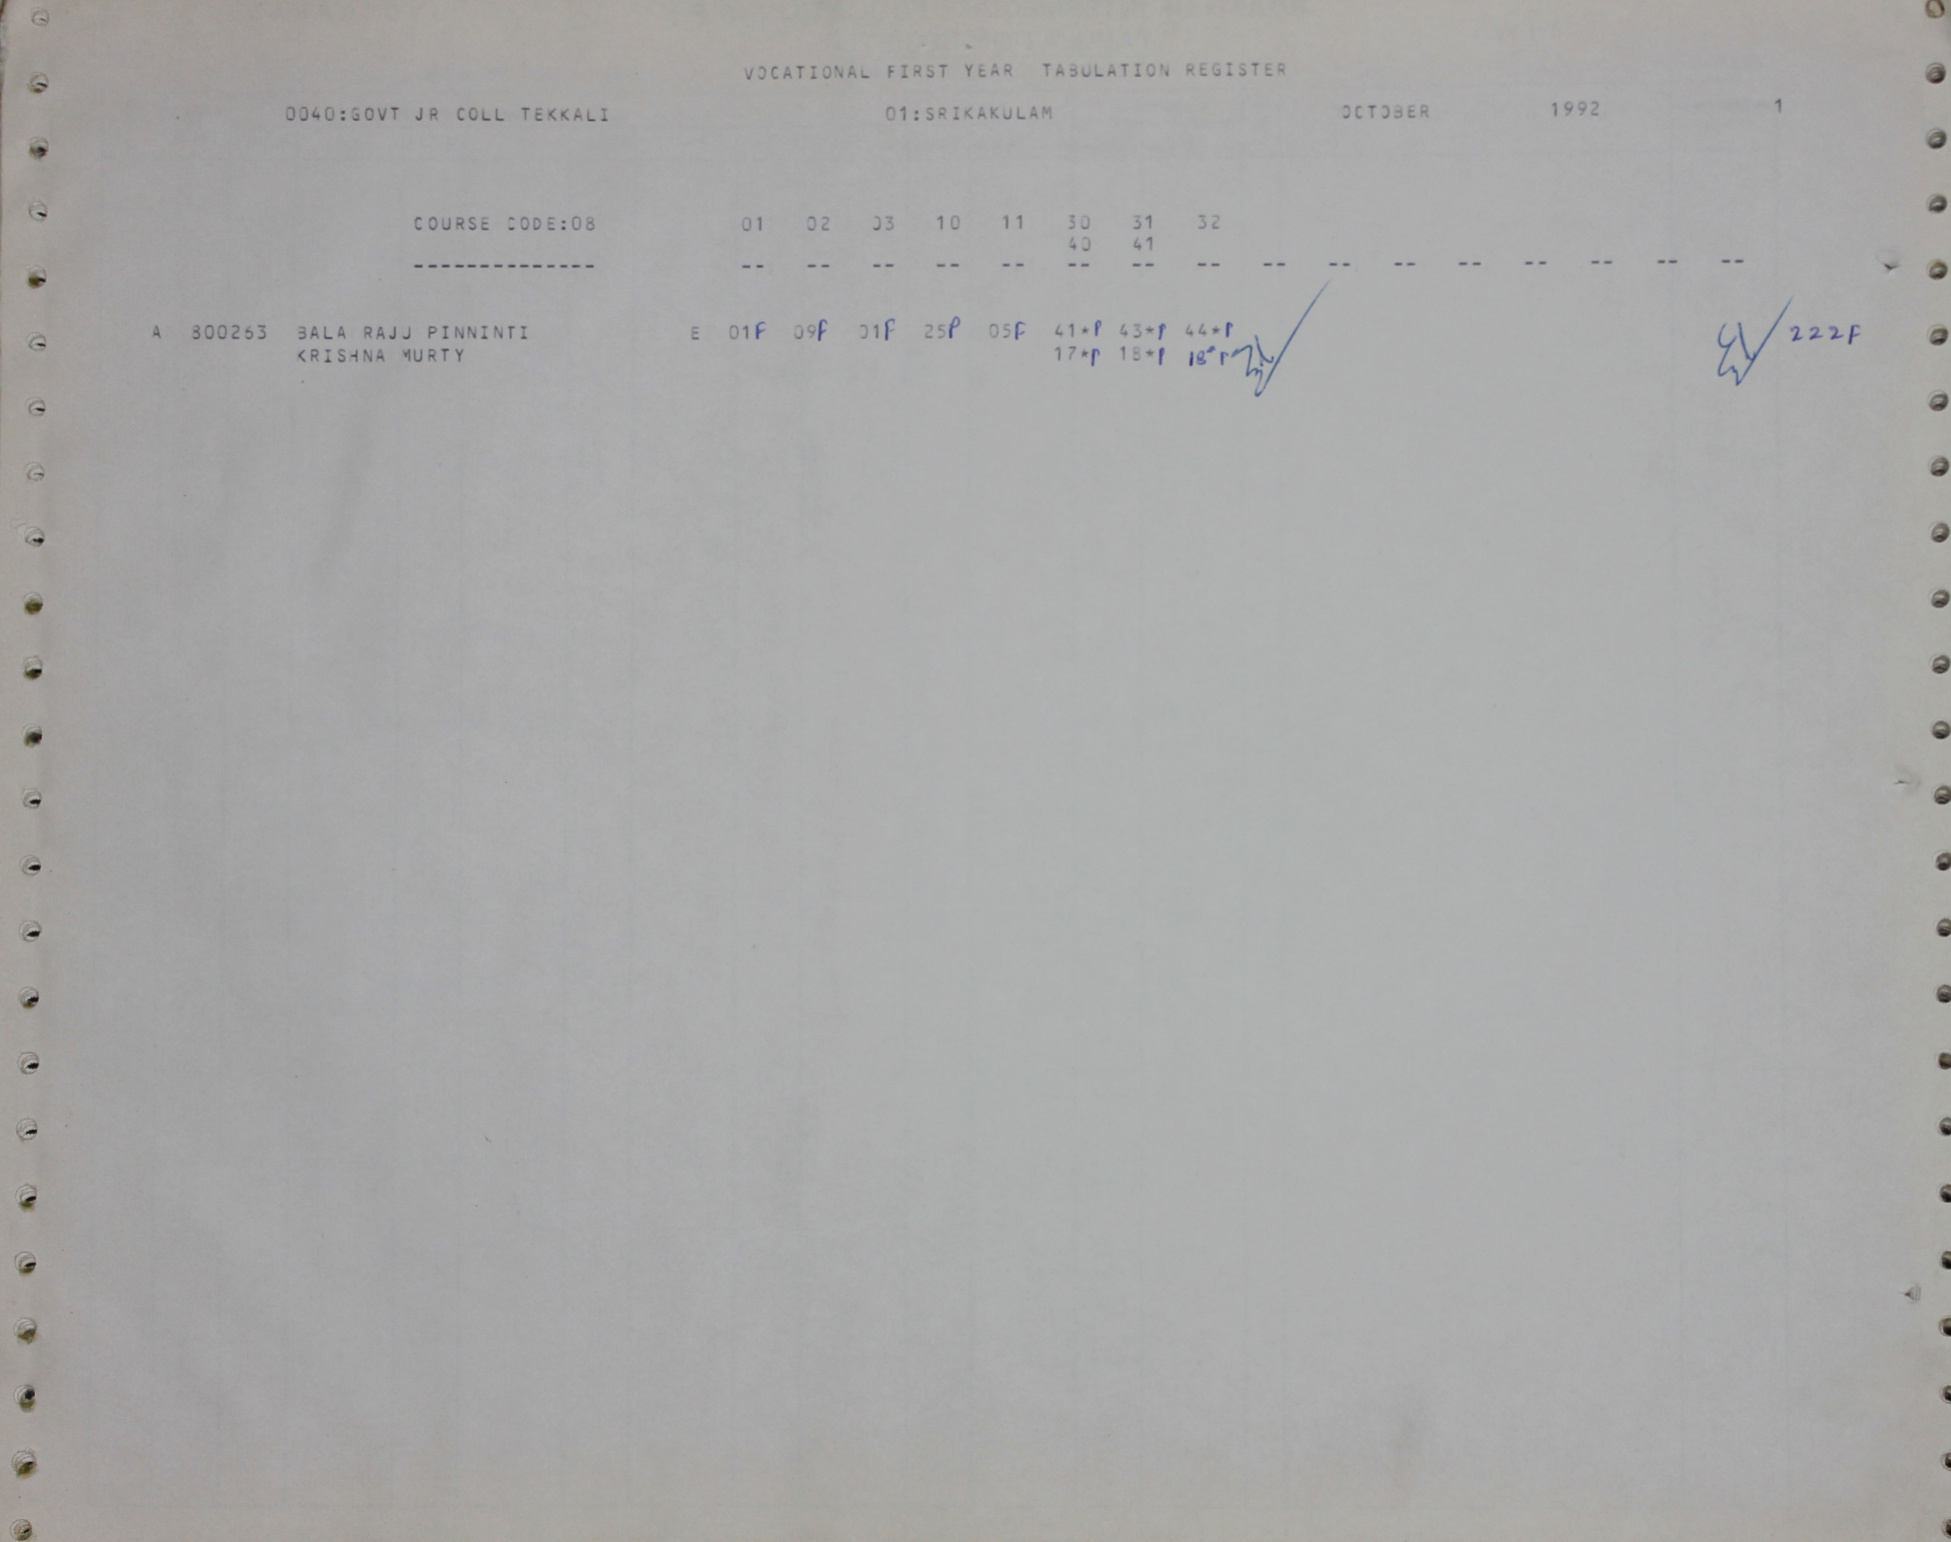 VOCATIONAL FIRST YEAR TABULATION REGISTER
0040:GOVT JR COLL TEKKALI 01:SRIKAKULAM OCTOBER 1992 1
COURSE CODE:08 01 02 03 10 11 30 31 32
40 41
-------------- -- -- -- -- -- -- -- -- -- -- -- -- -- -- -- --
A 800263 BALA RAJU PINNINTI E 01F 09F 01F 25P 05F 41*P 43*P 44*P 222F
KRISHNA MURTY 17*P 18*P 18*P